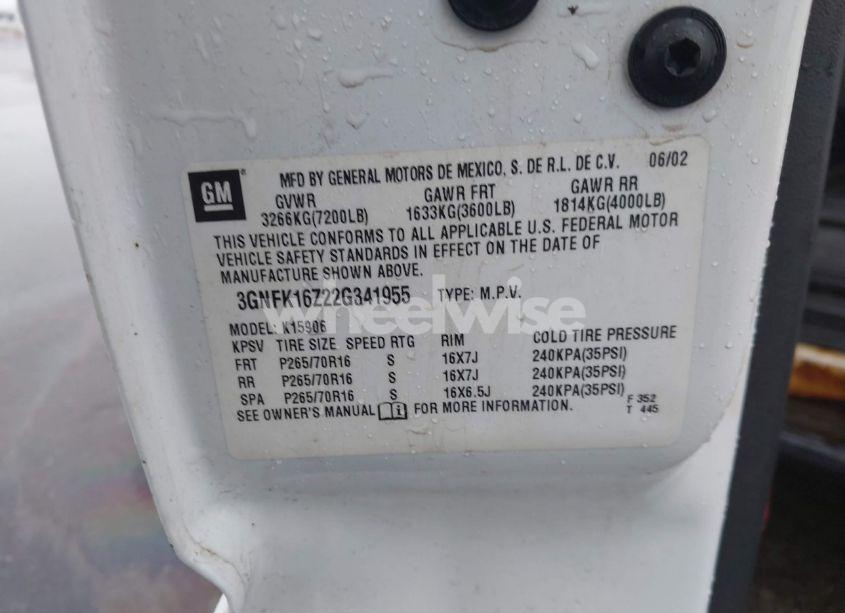 GM
MFD BY GENERAL MOTORS DE MEXICO, S. DE R.L. DE C.V. 06/02
GVWR GAWR FRT GAWR RR
3266KG(7200LB) 1633KG(3600LB) 1814KG(4000LB)
THIS VEHICLE CONFORMS TO ALL APPLICABLE U.S. FEDERAL MOTOR
VEHICLE SAFETY STANDARDS IN EFFECT ON THE DATE OF
MANUFACTURE SHOWN ABOVE.
3GNFK16Z22G341955 TYPE: M.P.V.
wheelwise
MODEL: K15906
KPSV TIRE SIZE SPEED RTG RIM COLD TIRE PRESSURE
FRT P265/70R16 S 16X7J 240KPA(35PSI)
RR P265/70R16 S 16X7J 240KPA(35PSI)
SPA P265/70R16 S 16X6.5J 240KPA(35PSI)
SEE OWNER'S MANUAL i FOR MORE INFORMATION.
F 352
T 445